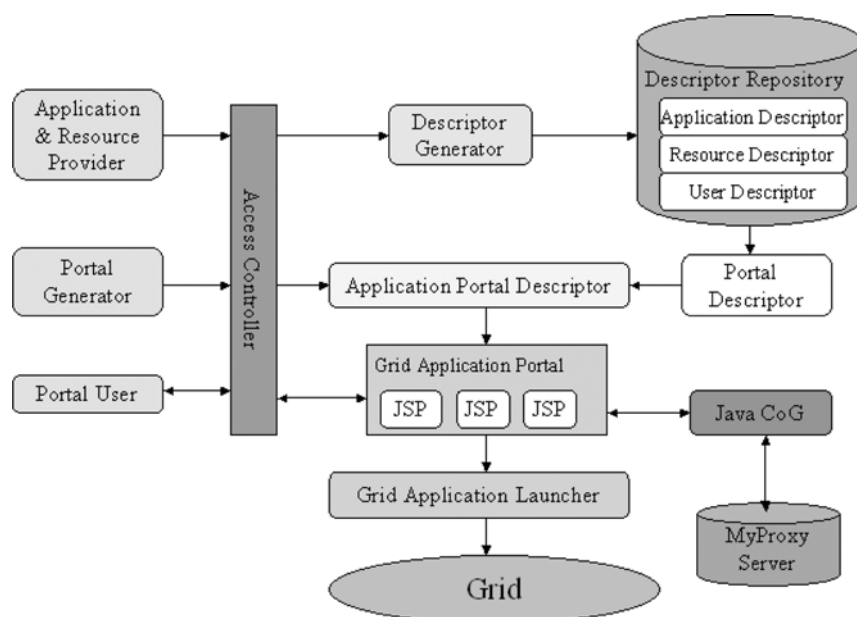 Descriptor Repository
Application
& Resource
Provider
Descriptor
Generator
Application Descriptor
Resource Descriptor
User Descriptor
Access Controller
Portal
Generator
Application Portal Descriptor
Portal
Descriptor
Grid Application Portal
Portal User
JSP
JSP
JSP
Java CoG
Grid Application Launcher
MyProxy
Server
Grid